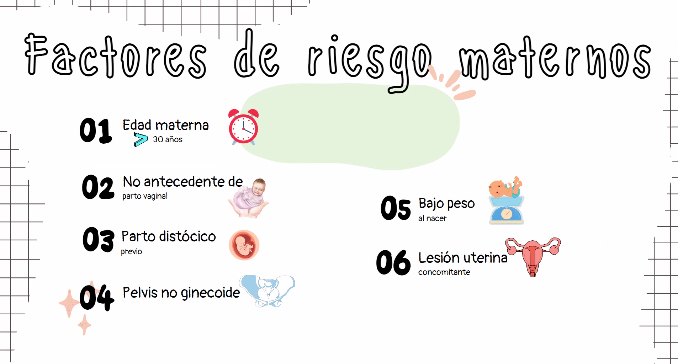 Factores de riesgo maternos
01 Edad materna
> 30 años
02 No antecedente de
parto vaginal
03 Parto distócico
previo
04 Pelvis no ginecoide
05 Bajo peso
al nacer
06 Lesión uterina
concomitante